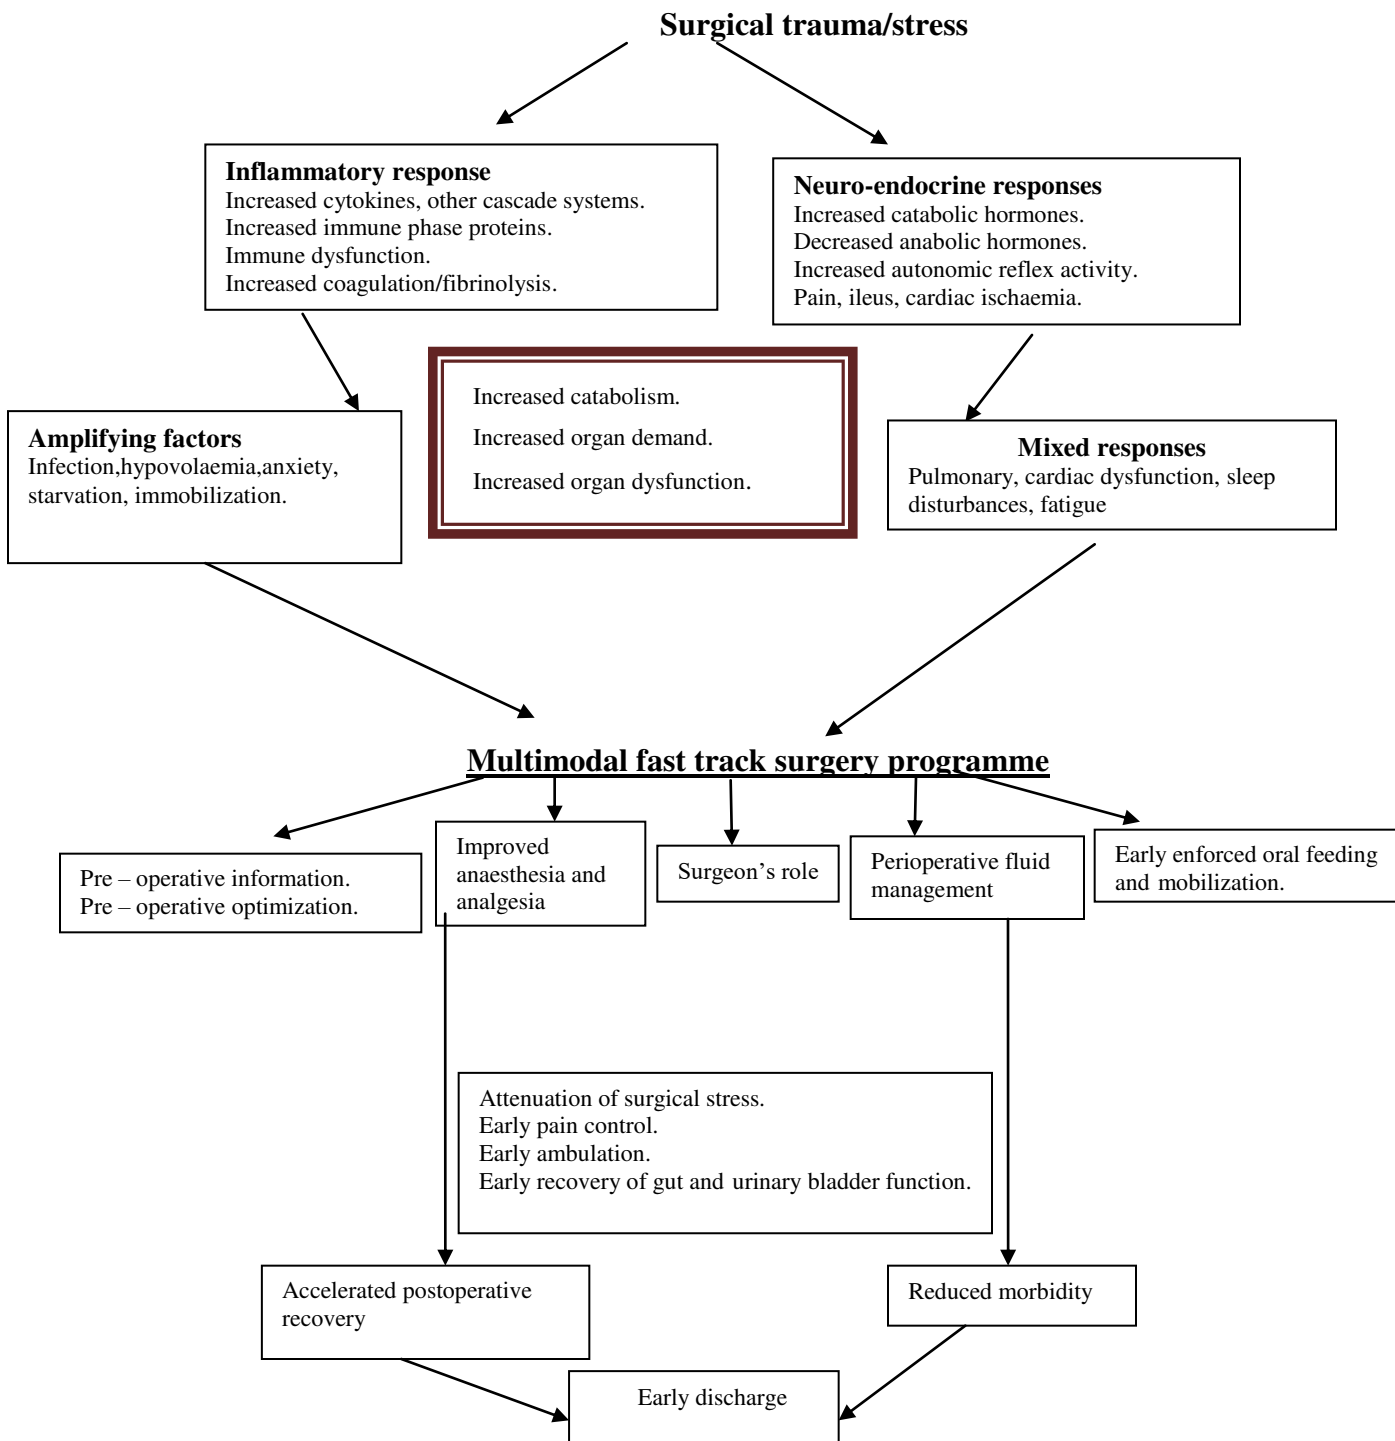 Surgical trauma/stress
Inflammatory response
Increased cytokines, other cascade systems.
Increased immune phase proteins.
Immune dysfunction.
Increased coagulation/fibrinolysis.
Neuro-endocrine responses
Increased catabolic hormones.
Decreased anabolic hormones.
Increased autonomic reflex activity.
Pain, ileus, cardiac ischaemia.
Increased catabolism.
Increased organ demand.
Increased organ dysfunction.
Amplifying factors
Infection,hypovolaemia,anxiety,
starvation, immobilization.
Mixed responses
Pulmonary, cardiac dysfunction, sleep
disturbances, fatigue
Multimodal fast track surgery programme
Pre – operative information.
Pre – operative optimization.
Improved
anaesthesia and
analgesia
Surgeon’s role
Perioperative fluid
management
Early enforced oral feeding
and mobilization.
Attenuation of surgical stress.
Early pain control.
Early ambulation.
Early recovery of gut and urinary bladder function.
Accelerated postoperative
recovery
Reduced morbidity
Early discharge